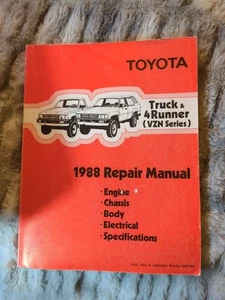 TOYOTA
Truck &
4Runner
(VZN Series)
1988 Repair Manual
· Engine
· Chassis
· Body
· Electrical
· Specifications